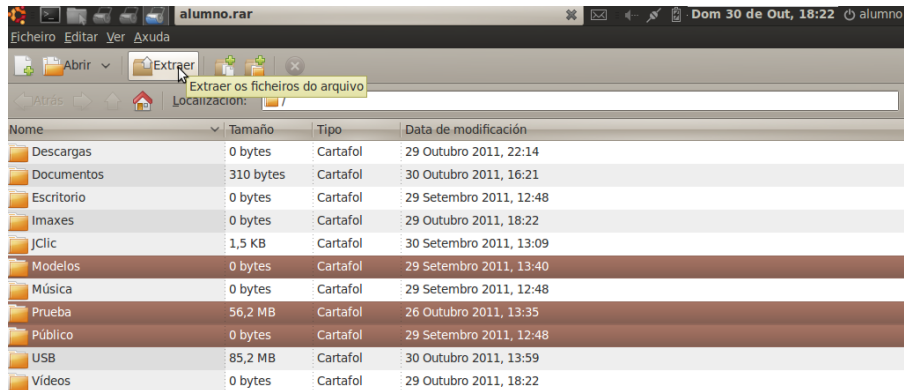 alumno.rar Dom 30 de Out, 18:22 alumno
Ficheiro Editar Ver Axuda
Abrir Extraer
Extraer os ficheiros do arquivo
Atrás Localización: /
Nome Tamaño Tipo Data de modificación
Descargas 0 bytes Cartafol 29 Outubro 2011, 22:14
Documentos 310 bytes Cartafol 30 Outubro 2011, 16:21
Escritorio 0 bytes Cartafol 29 Setembro 2011, 12:48
Imaxes 0 bytes Cartafol 29 Outubro 2011, 18:22
JClic 1,5 KB Cartafol 30 Setembro 2011, 13:09
Modelos 0 bytes Cartafol 29 Setembro 2011, 13:40
Música 0 bytes Cartafol 29 Setembro 2011, 12:48
Prueba 56,2 MB Cartafol 26 Outubro 2011, 13:35
Público 0 bytes Cartafol 29 Setembro 2011, 12:48
USB 85,2 MB Cartafol 30 Outubro 2011, 13:59
Vídeos 0 bytes Cartafol 29 Outubro 2011, 18:22